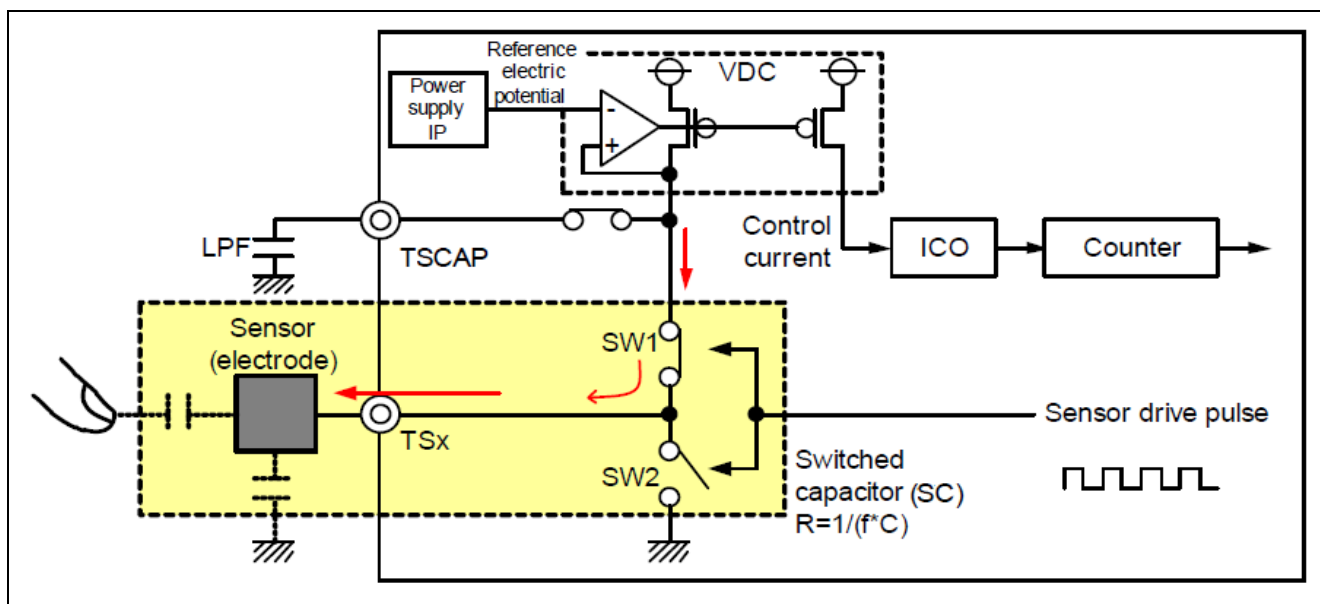 Reference
electric
potential
Power
supply
IP
VDC
-
+
LPF
TSCAP
Control
current
ICO
Counter
Sensor
(electrode)
SW1
TSx
SW2
Sensor drive pulse
Switched
capacitor (SC)
R=1/(f*C)